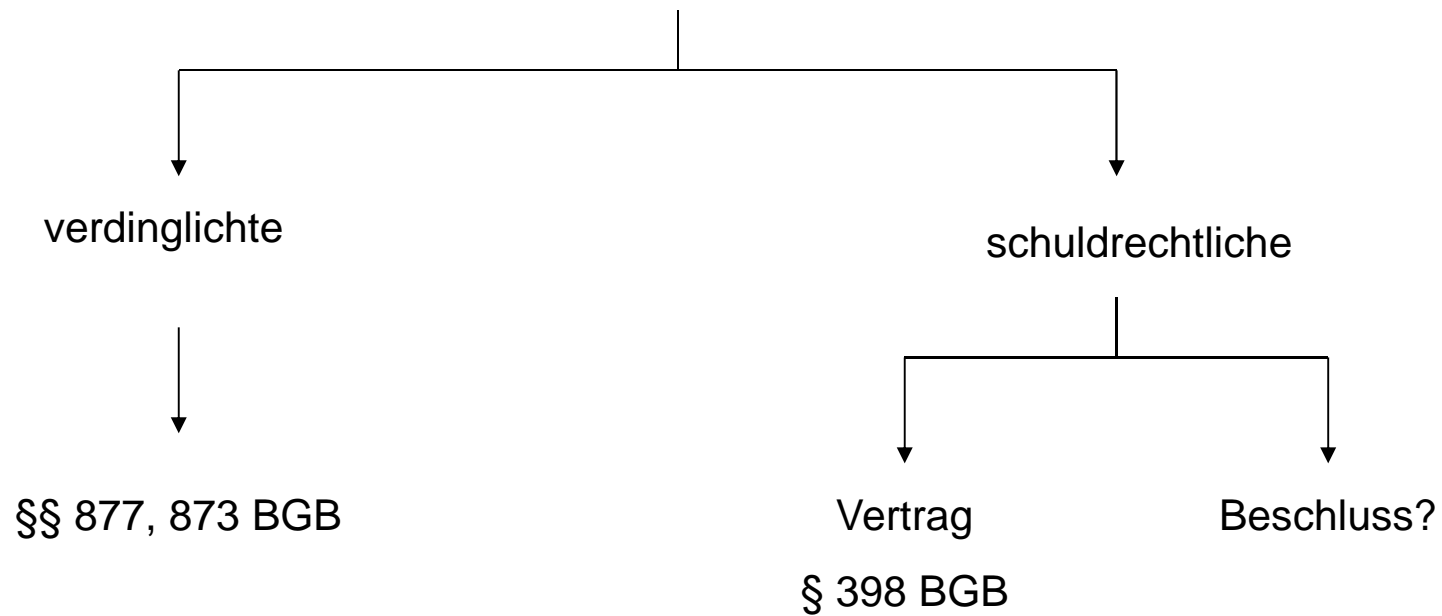 verdinglichte
schuldrechtliche
§§ 877, 873 BGB
Vertrag
Beschluss?
§ 398 BGB